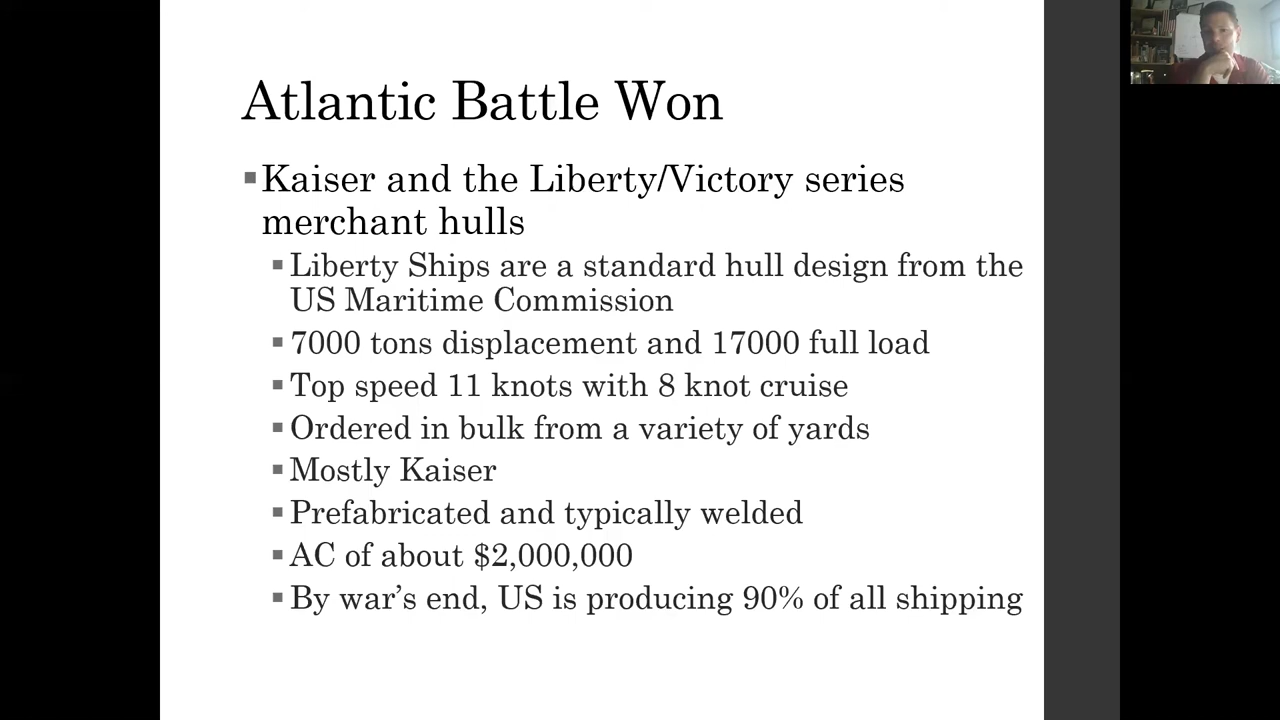 Atlantic Battle Won
▪Kaiser and the Liberty/Victory series
merchant hulls
▪Liberty Ships are a standard hull design from the
US Maritime Commission
▪7000 tons displacement and 17000 full load
▪Top speed 11 knots with 8 knot cruise
▪Ordered in bulk from a variety of yards
▪Mostly Kaiser
▪Prefabricated and typically welded
▪AC of about $2,000,000
▪By war’s end, US is producing 90% of all shipping